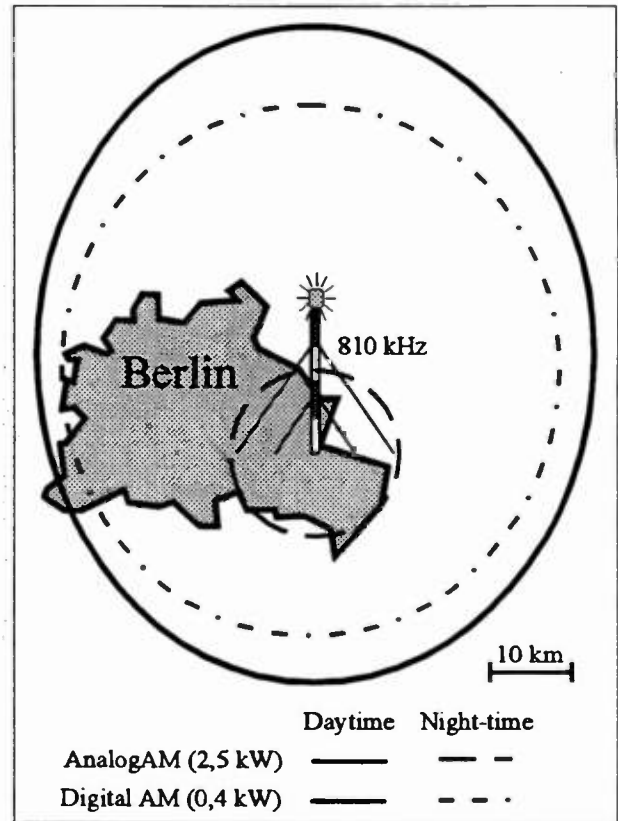 810 kHz
Berlin
10 km
Daytime Night-time
AnalogAM (2,5 kW)
Digital AM (0,4 kW)